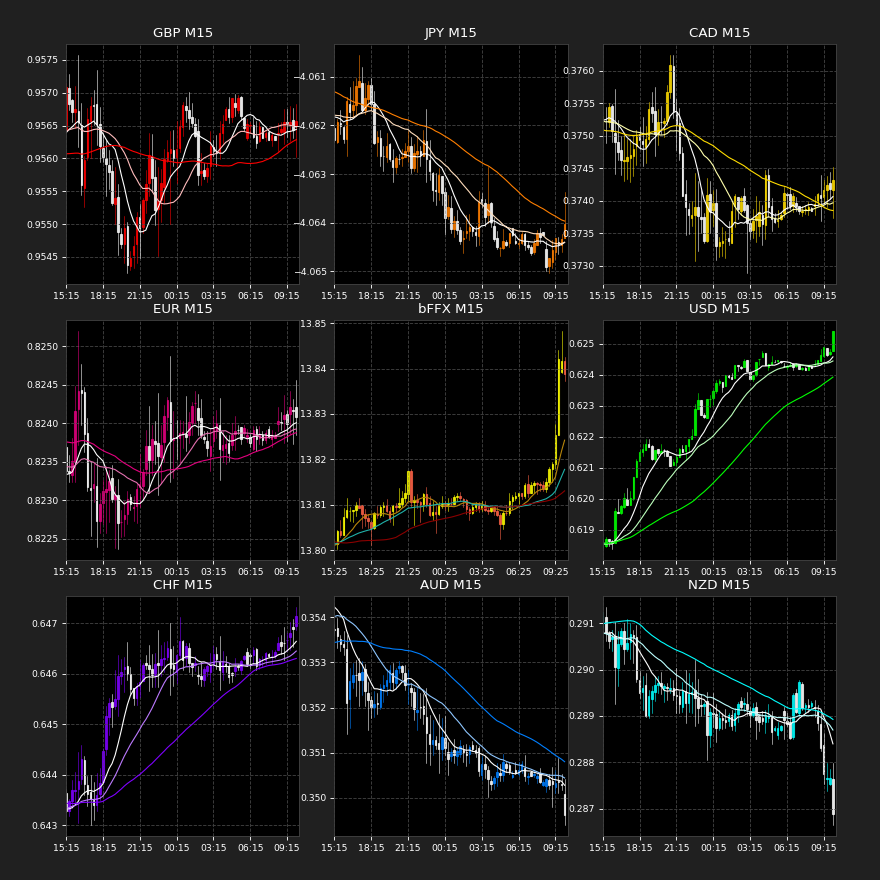 GBP M15
0.9575
0.9570
0.9565
0.9560
0.9555
0.9550
0.9545
15:15 18:15 21:15 00:15 03:15 06:15 09:15
JPY M15
−4.061
−4.062
−4.063
−4.064
−4.065
15:15 18:15 21:15 00:15 03:15 06:15 09:15
CAD M15
0.3760
0.3755
0.3750
0.3745
0.3740
0.3735
0.3730
15:15 18:15 21:15 00:15 03:15 06:15 09:15
EUR M15
0.8250
0.8245
0.8240
0.8235
0.8230
0.8225
15:15 18:15 21:15 00:15 03:15 06:15 09:15
bFFX M15
13.85
13.84
13.83
13.82
13.81
13.80
15:25 18:25 21:25 00:25 03:25 06:25 09:25
USD M15
0.625
0.624
0.623
0.622
0.621
0.620
0.619
15:15 18:15 21:15 00:15 03:15 06:15 09:15
CHF M15
0.647
0.646
0.645
0.644
0.643
15:15 18:15 21:15 00:15 03:15 06:15 09:15
AUD M15
0.354
0.353
0.352
0.351
0.350
15:15 18:15 21:15 00:15 03:15 06:15 09:15
NZD M15
0.291
0.290
0.289
0.288
0.287
15:15 18:15 21:15 00:15 03:15 06:15 09:15